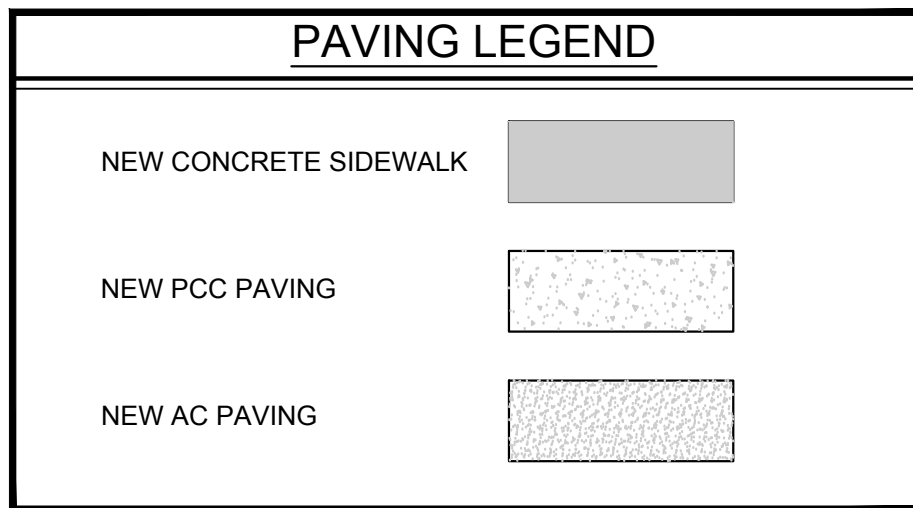 PAVING LEGEND
NEW CONCRETE SIDEWALK
NEW PCC PAVING
NEW AC PAVING